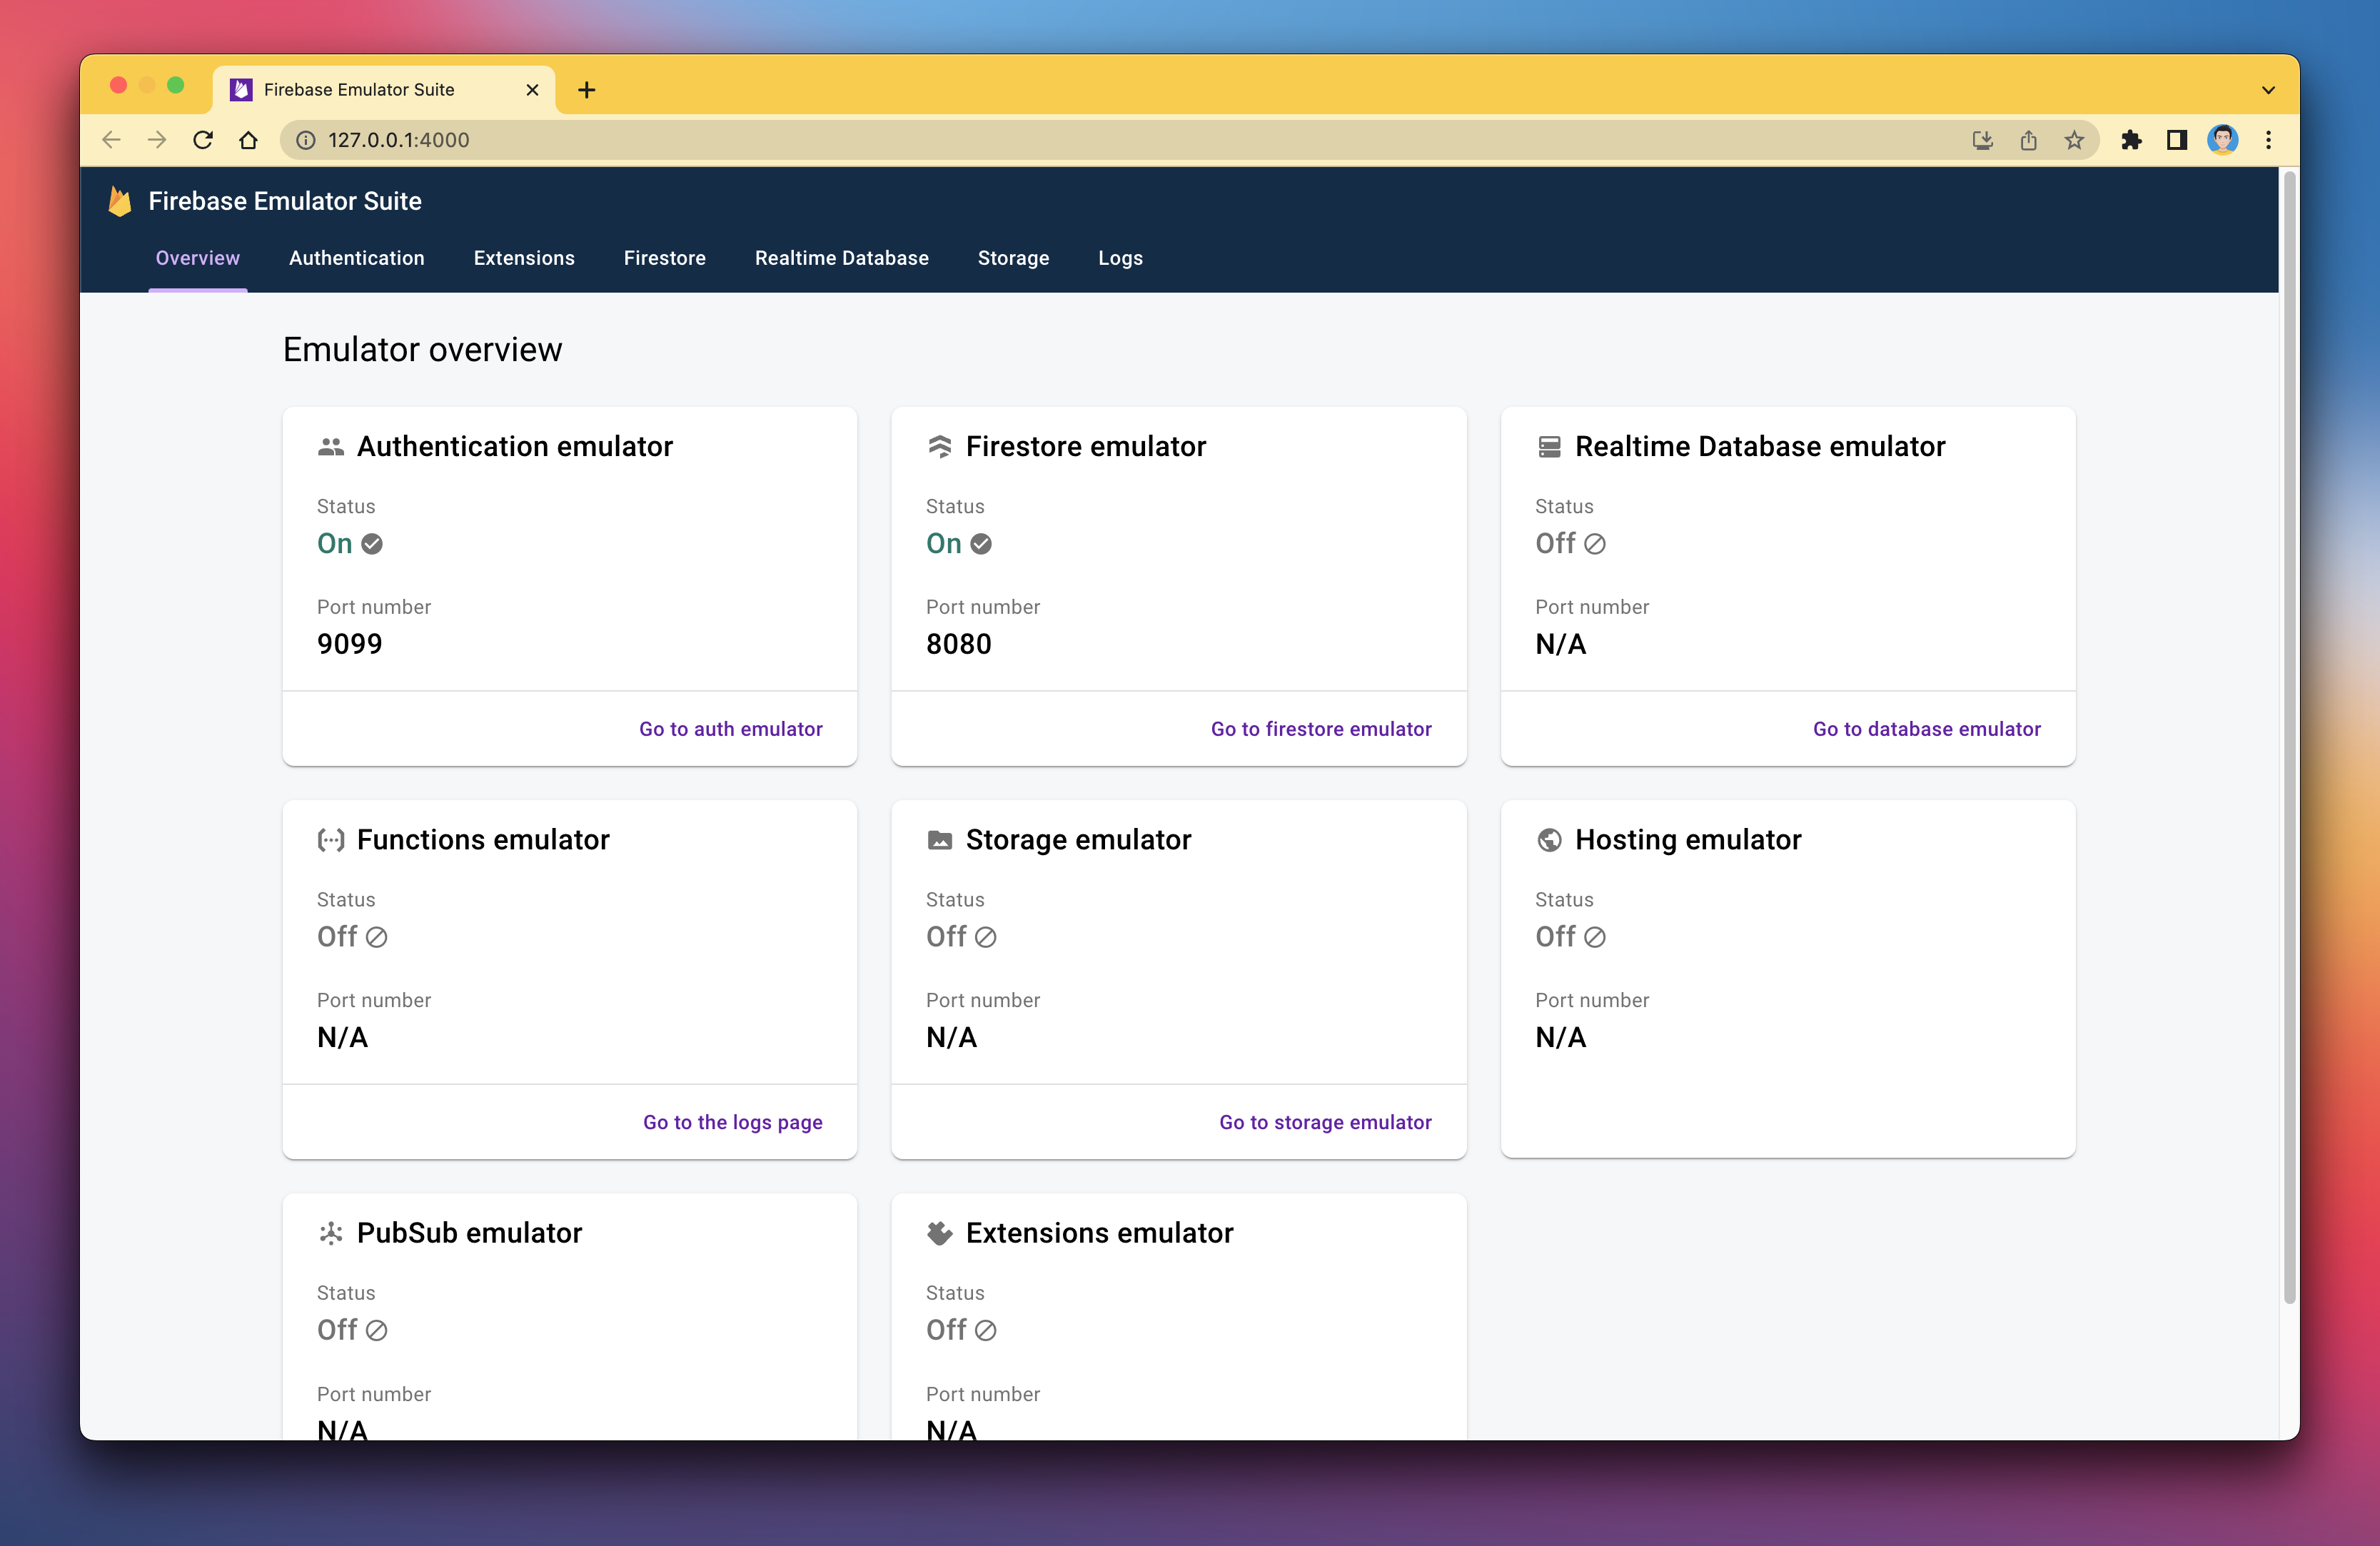 Firebase Emulator Suite
127.0.0.1:4000
Firebase Emulator Suite
Overview Authentication Extensions Firestore Realtime Database Storage Logs
Emulator overview
Authentication emulator
Status
On
Port number
9099
Go to auth emulator
Firestore emulator
Status
On
Port number
8080
Go to firestore emulator
Realtime Database emulator
Status
Off
Port number
N/A
Go to database emulator
Functions emulator
Status
Off
Port number
N/A
Go to the logs page
Storage emulator
Status
Off
Port number
N/A
Go to storage emulator
Hosting emulator
Status
Off
Port number
N/A
PubSub emulator
Status
Off
Port number
N/A
Extensions emulator
Status
Off
Port number
N/A